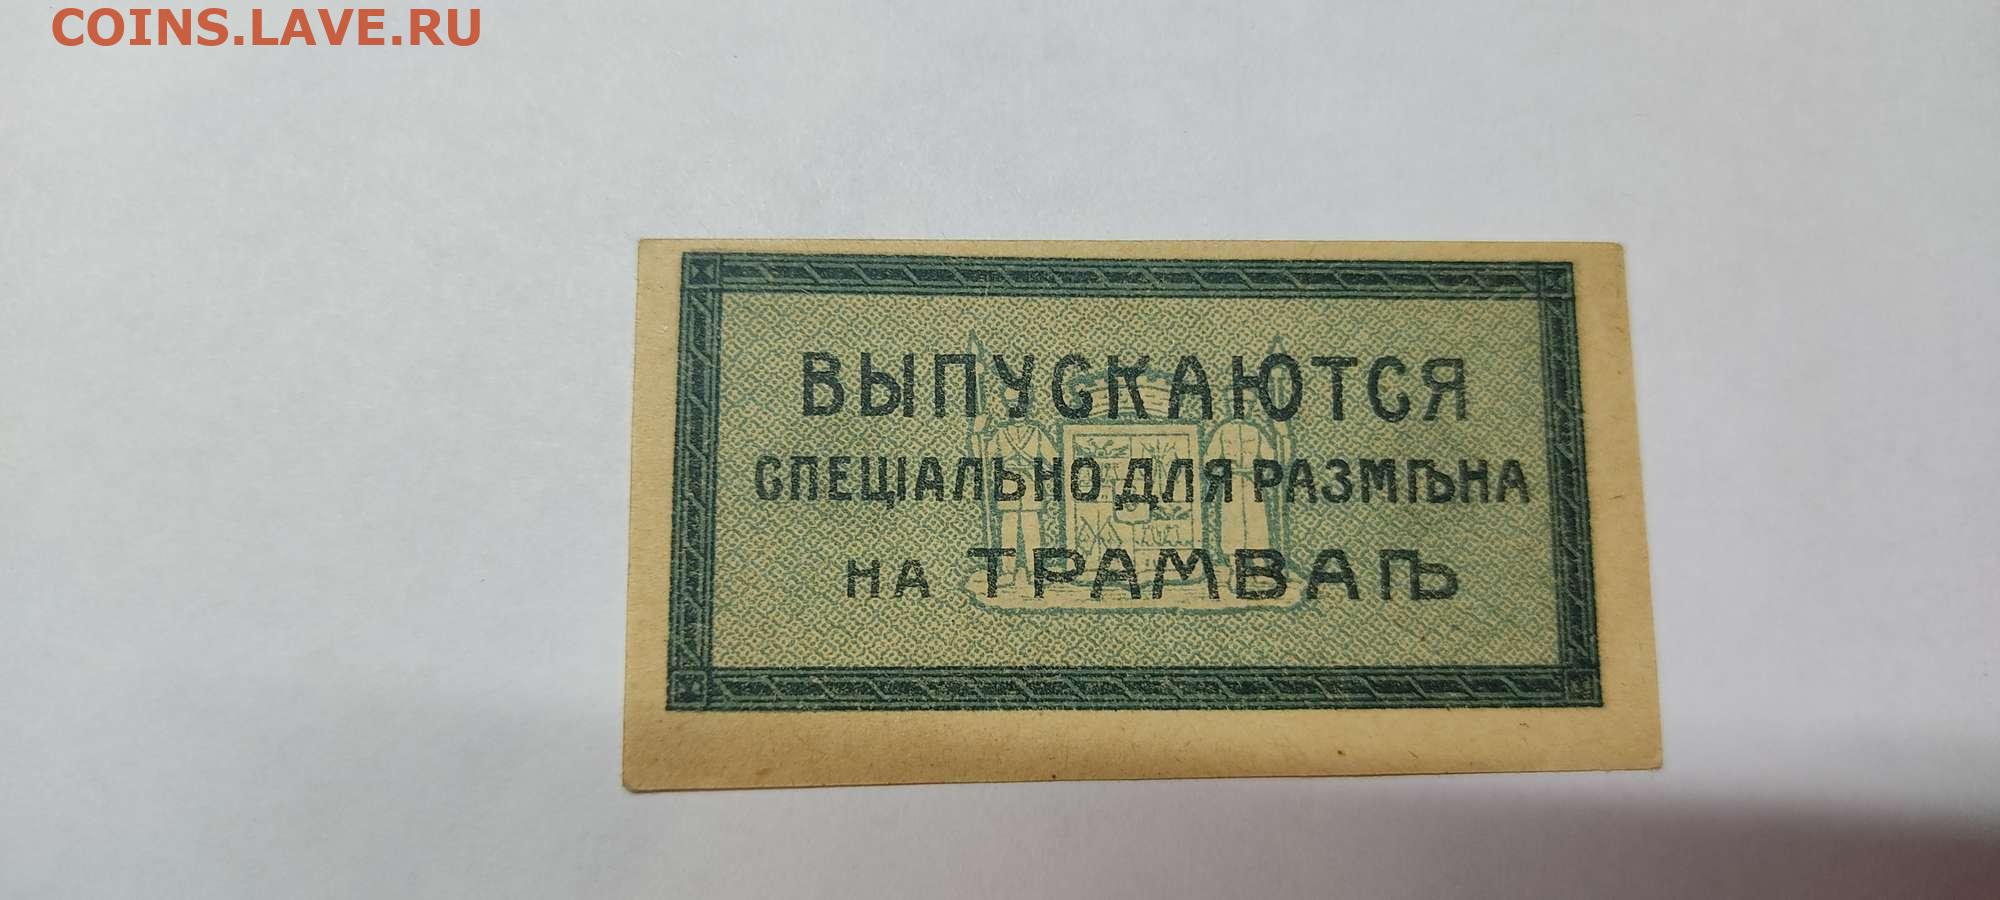 COINS.LAVE.RU
ВЫПУСКАЮТСЯ
СПЕЦІАЛЬНО ДЛЯ РАЗМѢНА
НА ТРАМВАѢ